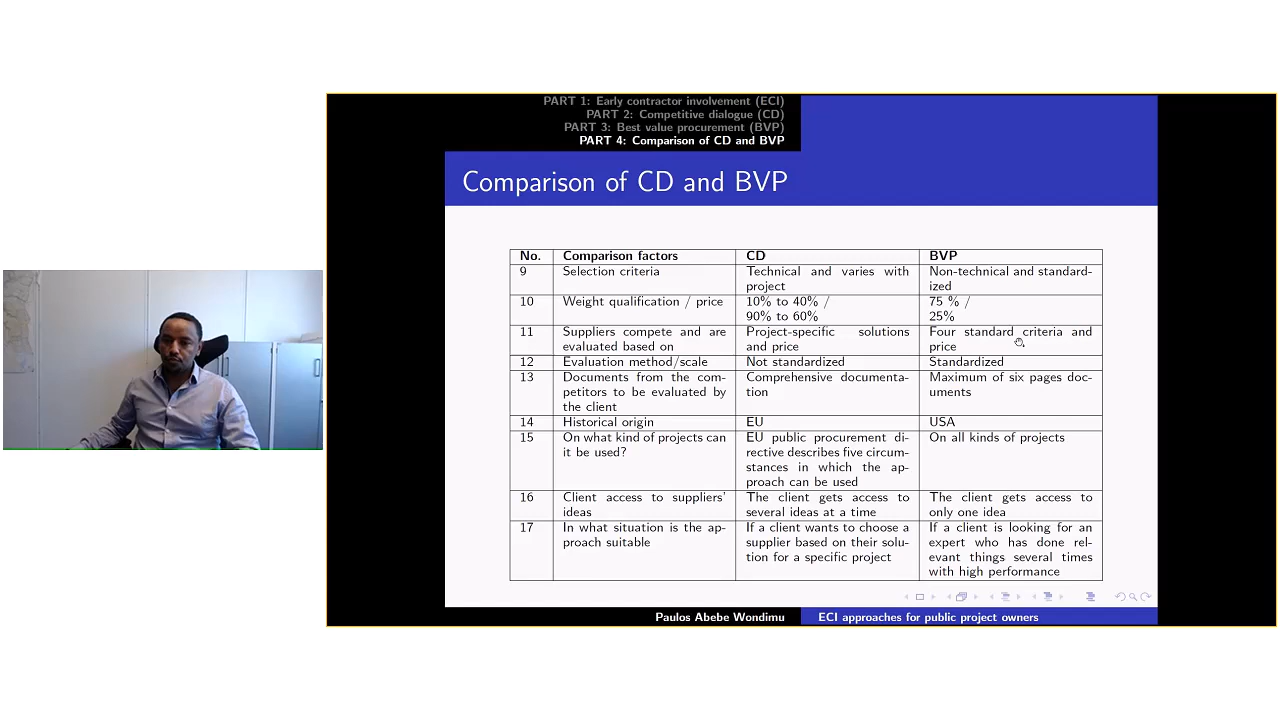 PART 1: Early contractor involvement (ECI)
PART 2: Competitive dialogue (CD)
PART 3: Best value procurement (BVP)
PART 4: Comparison of CD and BVP
Comparison of CD and BVP
No. Comparison factors CD BVP
9 Selection criteria Technical and varies with Non-technical and standard-
project ized
10 Weight qualification / price 10% to 40% / 75 % /
90% to 60% 25%
11 Suppliers compete and are Project-specific solutions Four standard criteria and
evaluated based on and price price
12 Evaluation method/scale Not standardized Standardized
13 Documents from the com- Comprehensive documenta- Maximum of six pages doc-
petitors to be evaluated by tion uments
the client
14 Historical origin EU USA
15 On what kind of projects can EU public procurement di- On all kinds of projects
it be used? rective describes five circum-
stances in which the ap-
proach can be used
16 Client access to suppliers' The client gets access to The client gets access to
ideas several ideas at a time only one idea
17 In what situation is the ap- If a client wants to choose a If a client is looking for an
proach suitable supplier based on their solu- expert who has done rel-
tion for a specific project evant things several times
with high performance
Paulos Abebe Wondimu ECI approaches for public project owners